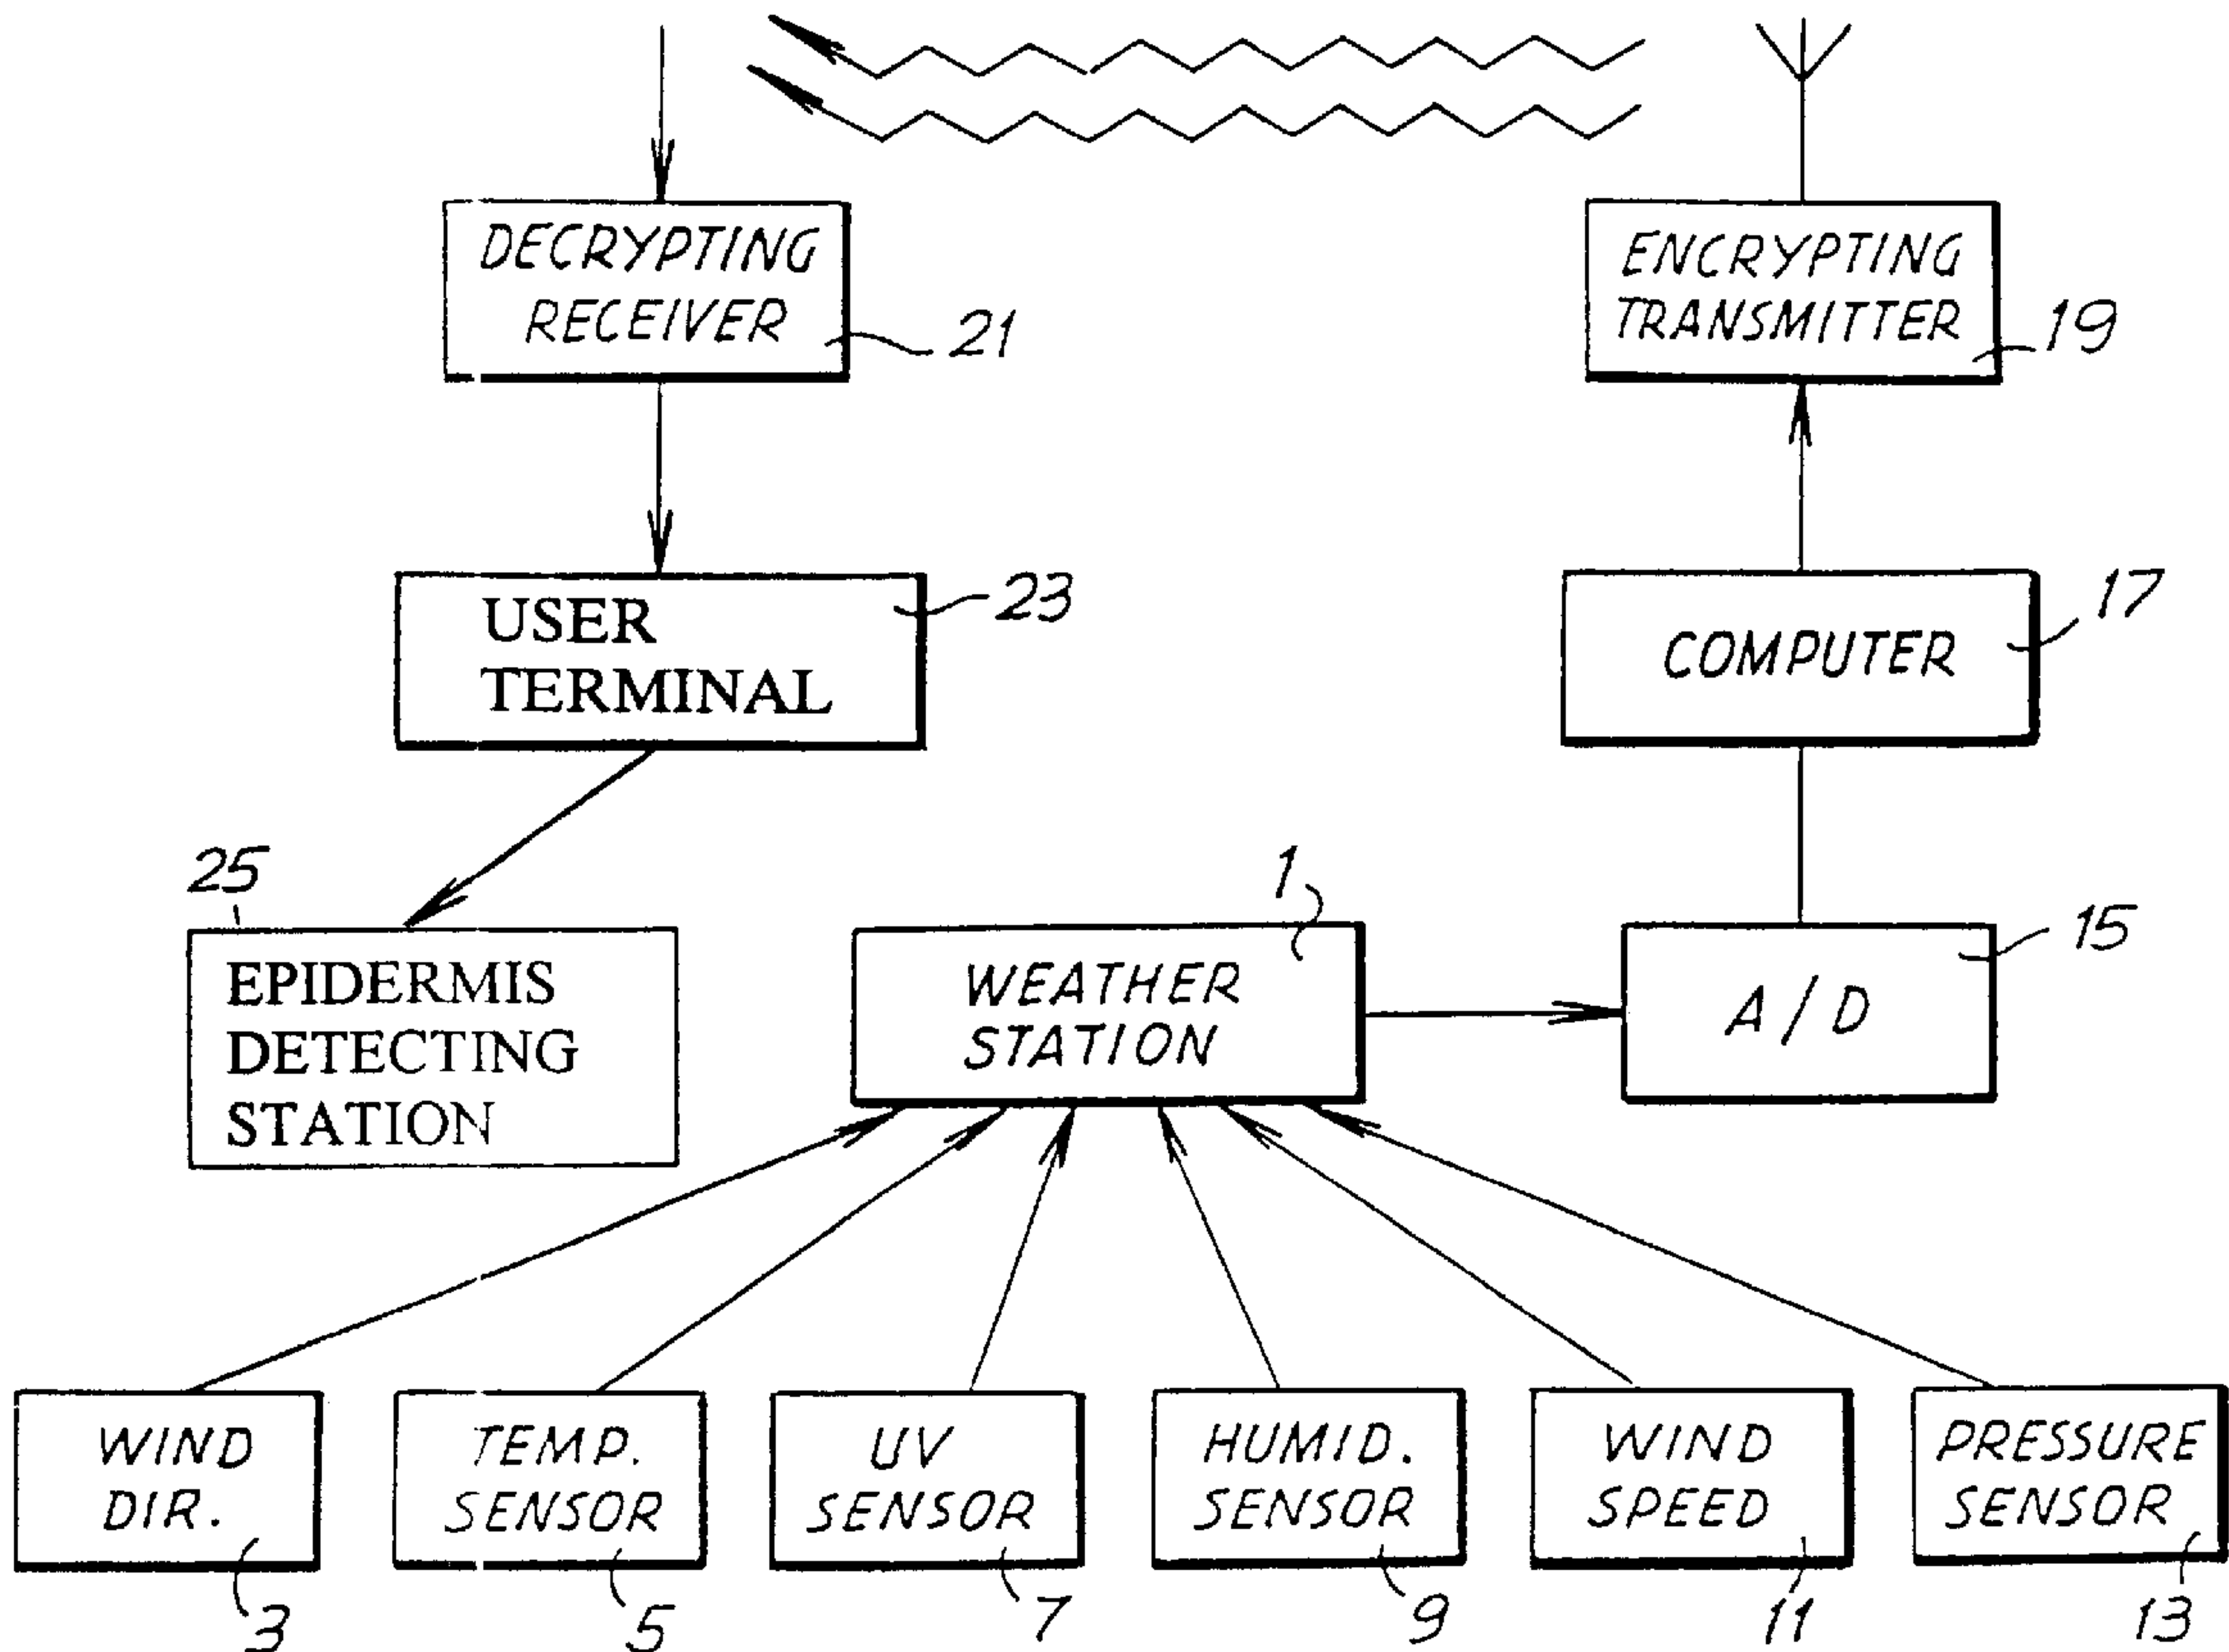 DECRYPTING
RECEIVER
21
ENCRYPTING
TRANSMITTER
19
USER
TERMINAL
23
COMPUTER
17
25
EPIDERMIS
DETECTING
STATION
1
WEATHER
STATION
15
A/D
WIND
DIR.
3
TEMP.
SENSOR
5
UV
SENSOR
7
HUMID.
SENSOR
9
WIND
SPEED
11
PRESSURE
SENSOR
13